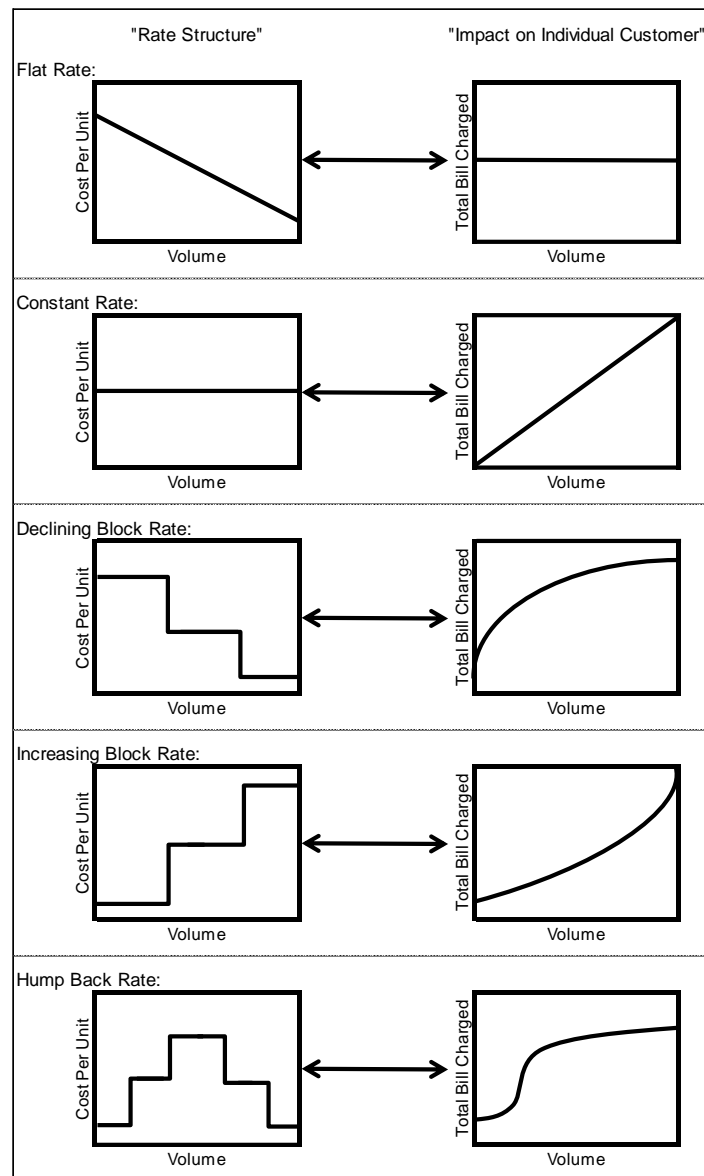 "Rate Structure" "Impact on Individual Customer"
Flat Rate:
Cost Per Unit
Volume
Total Bill Charged
Volume
Constant Rate:
Cost Per Unit
Volume
Total Bill Charged
Volume
Declining Block Rate:
Cost Per Unit
Volume
Total Bill Charged
Volume
Increasing Block Rate:
Cost Per Unit
Volume
Total Bill Charged
Volume
Hump Back Rate:
Cost Per Unit
Volume
Total Bill Charged
Volume